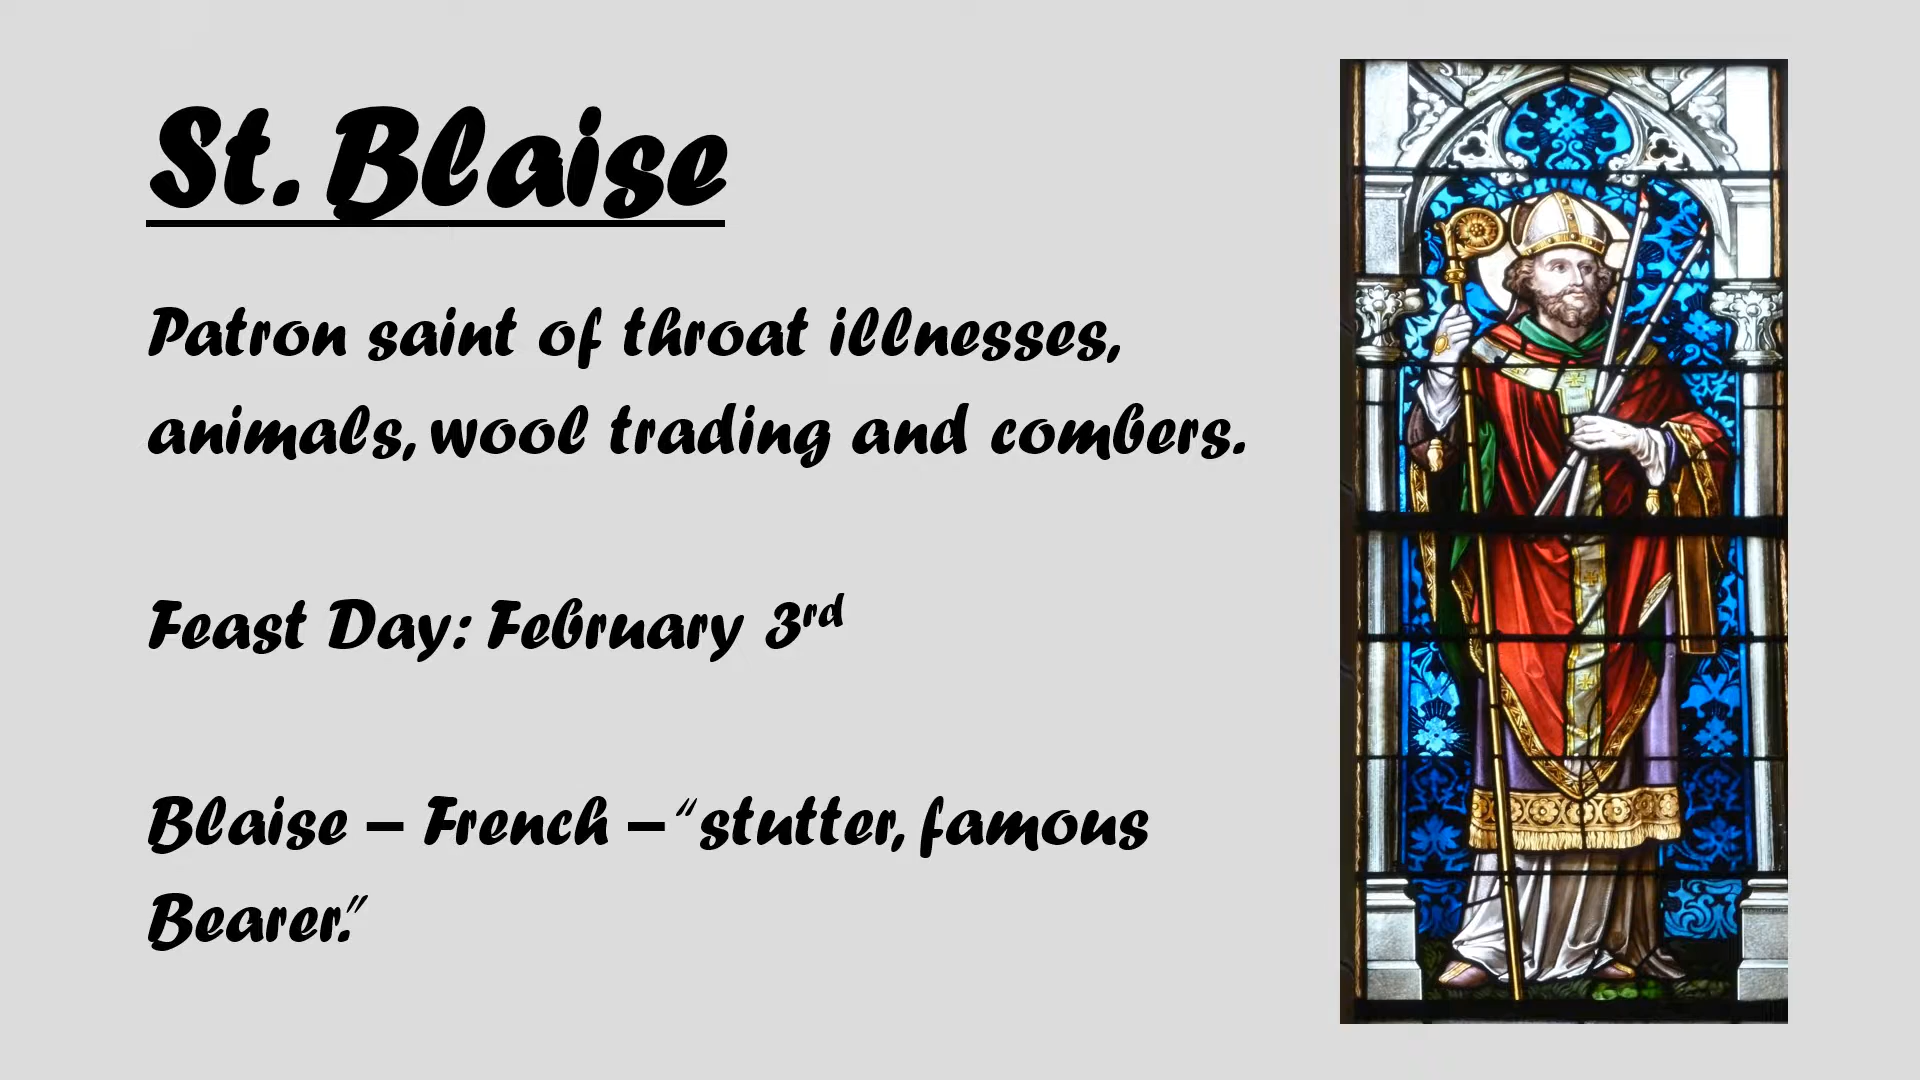 St. Blaise
Patron saint of throat illnesses,
animals, wool trading and combers.
Feast Day: February 3rd
Blaise – French – “stutter, famous
Bearer.”